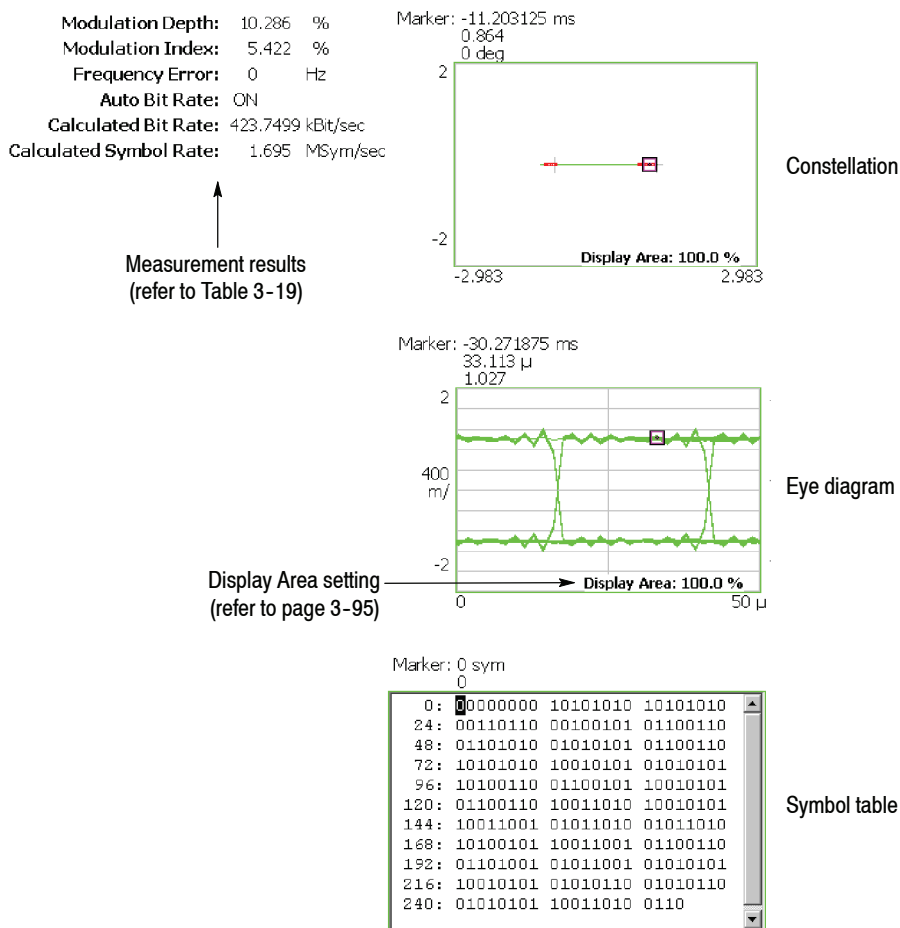 Modulation Depth: 10.286 %
Modulation Index: 5.422 %
Frequency Error: 0 Hz
Auto Bit Rate: ON
Calculated Bit Rate: 423.7499 kBit/sec
Calculated Symbol Rate: 1.695 MSym/sec
Measurement results
(refer to Table 3-19)
Marker: -11.203125 ms
0.864
0 deg
2
-2
Display Area: 100.0 %
-2.983 2.983
Constellation
Marker: -30.271875 ms
33.113 µ
1.027
2
400
m/
-2
Display Area: 100.0 %
0 50 µ
Eye diagram
Display Area setting
(refer to page 3-95)
Marker: 0 sym
0
0: 00000000 10101010 10101010
24: 00110110 00100101 01100110
48: 01101010 01010101 01100110
72: 10101010 10010101 01010101
96: 10100110 01100101 10010101
120: 01100110 10011010 10010101
144: 10011001 01011010 01011010
168: 10100101 10011001 01100110
192: 01101001 01011001 01010101
216: 10010101 01010110 01010110
240: 01010101 10011010 0110
Symbol table